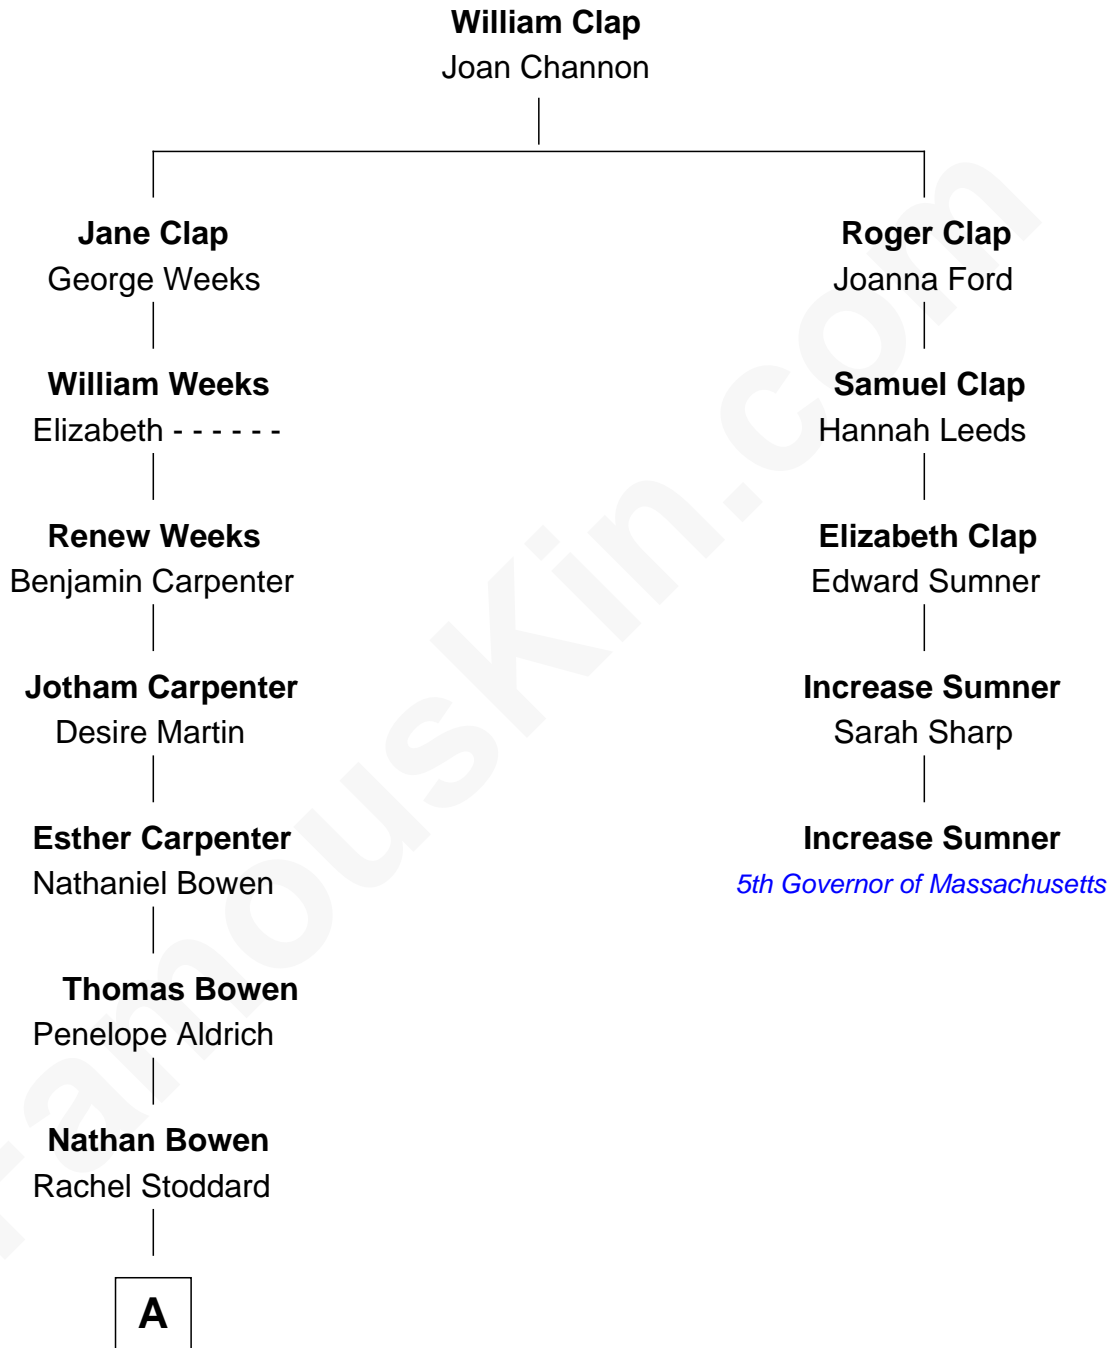 William Clap
Joan Channon
Jane Clap
George Weeks
Roger Clap
Joanna Ford
William Weeks
Elizabeth - - - - - -
Samuel Clap
Hannah Leeds
Renew Weeks
Benjamin Carpenter
Elizabeth Clap
Edward Sumner
Jotham Carpenter
Desire Martin
Increase Sumner
Sarah Sharp
Esther Carpenter
Nathaniel Bowen
Increase Sumner
5th Governor of Massachusetts
Thomas Bowen
Penelope Aldrich
Nathan Bowen
Rachel Stoddard
A
FamousKin.com